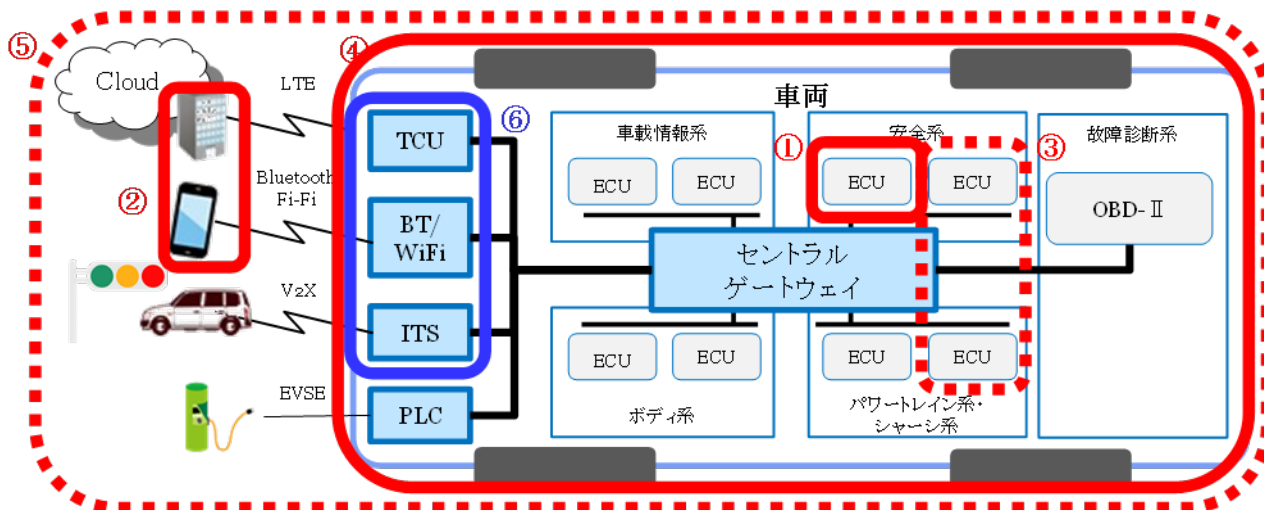 ⑤
Cloud
LTE
④
車両
TCU
⑥
車載情報系
ECU
ECU
①
安全系
ECU
ECU
③
故障診断系
OBD-Ⅱ
②
Bluetooth
Fi-Fi
BT/
WiFi
セントラル
ゲートウェイ
V2X
ITS
ECU
ECU
ボディ系
ECU
ECU
パワートレイン系・
シャーシ系
EVSE
PLC